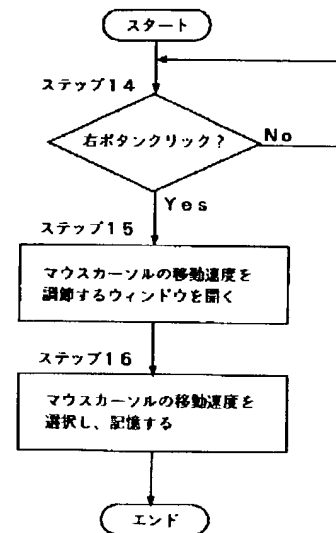 スタート
ステップ14
右ボタンクリック？
No
Yes
ステップ15
マウスカーソルの移動速度を
調節するウィンドウを開く
ステップ16
マウスカーソルの移動速度を
選択し、記憶する
エンド